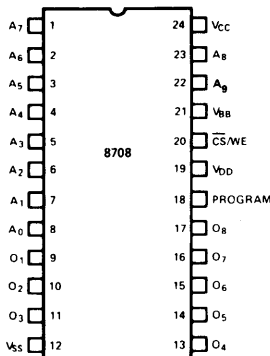 A7 1 24 VCC
A6 2 23 A8
A5 3 22 A9
A4 4 21 VBB
A3 5 20 C̅S̅/WE
A2 6 8708 19 VDD
A1 7 18 PROGRAM
A0 8 17 O8
O1 9 16 O7
O2 10 15 O6
O3 11 14 O5
VSS 12 13 O4